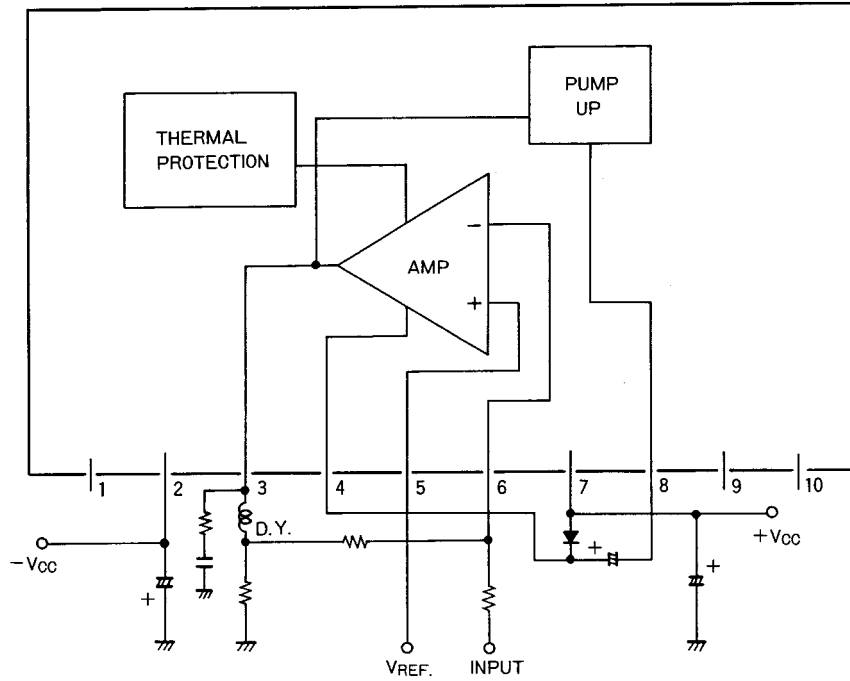 PUMP
UP
THERMAL
PROTECTION
−
AMP
+
1 2 3 4 5 6 7 8 9 10
D.Y.
+
+VCC
−VCC
+
+
VREF. INPUT